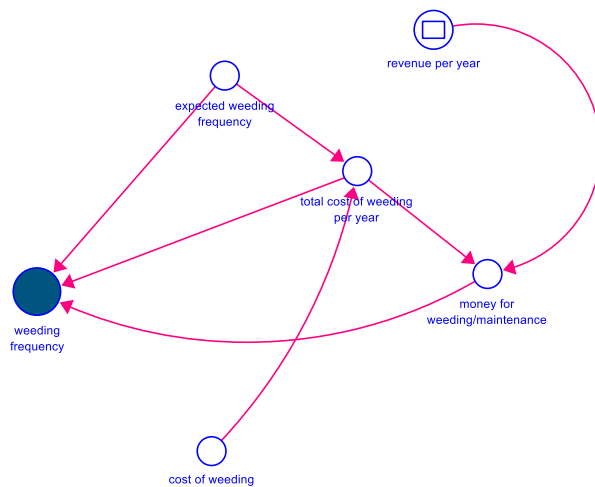 revenue per year
expected weeding
frequency
total cost of weeding
per year
money for
weeding/maintenance
weeding
frequency
cost of weeding